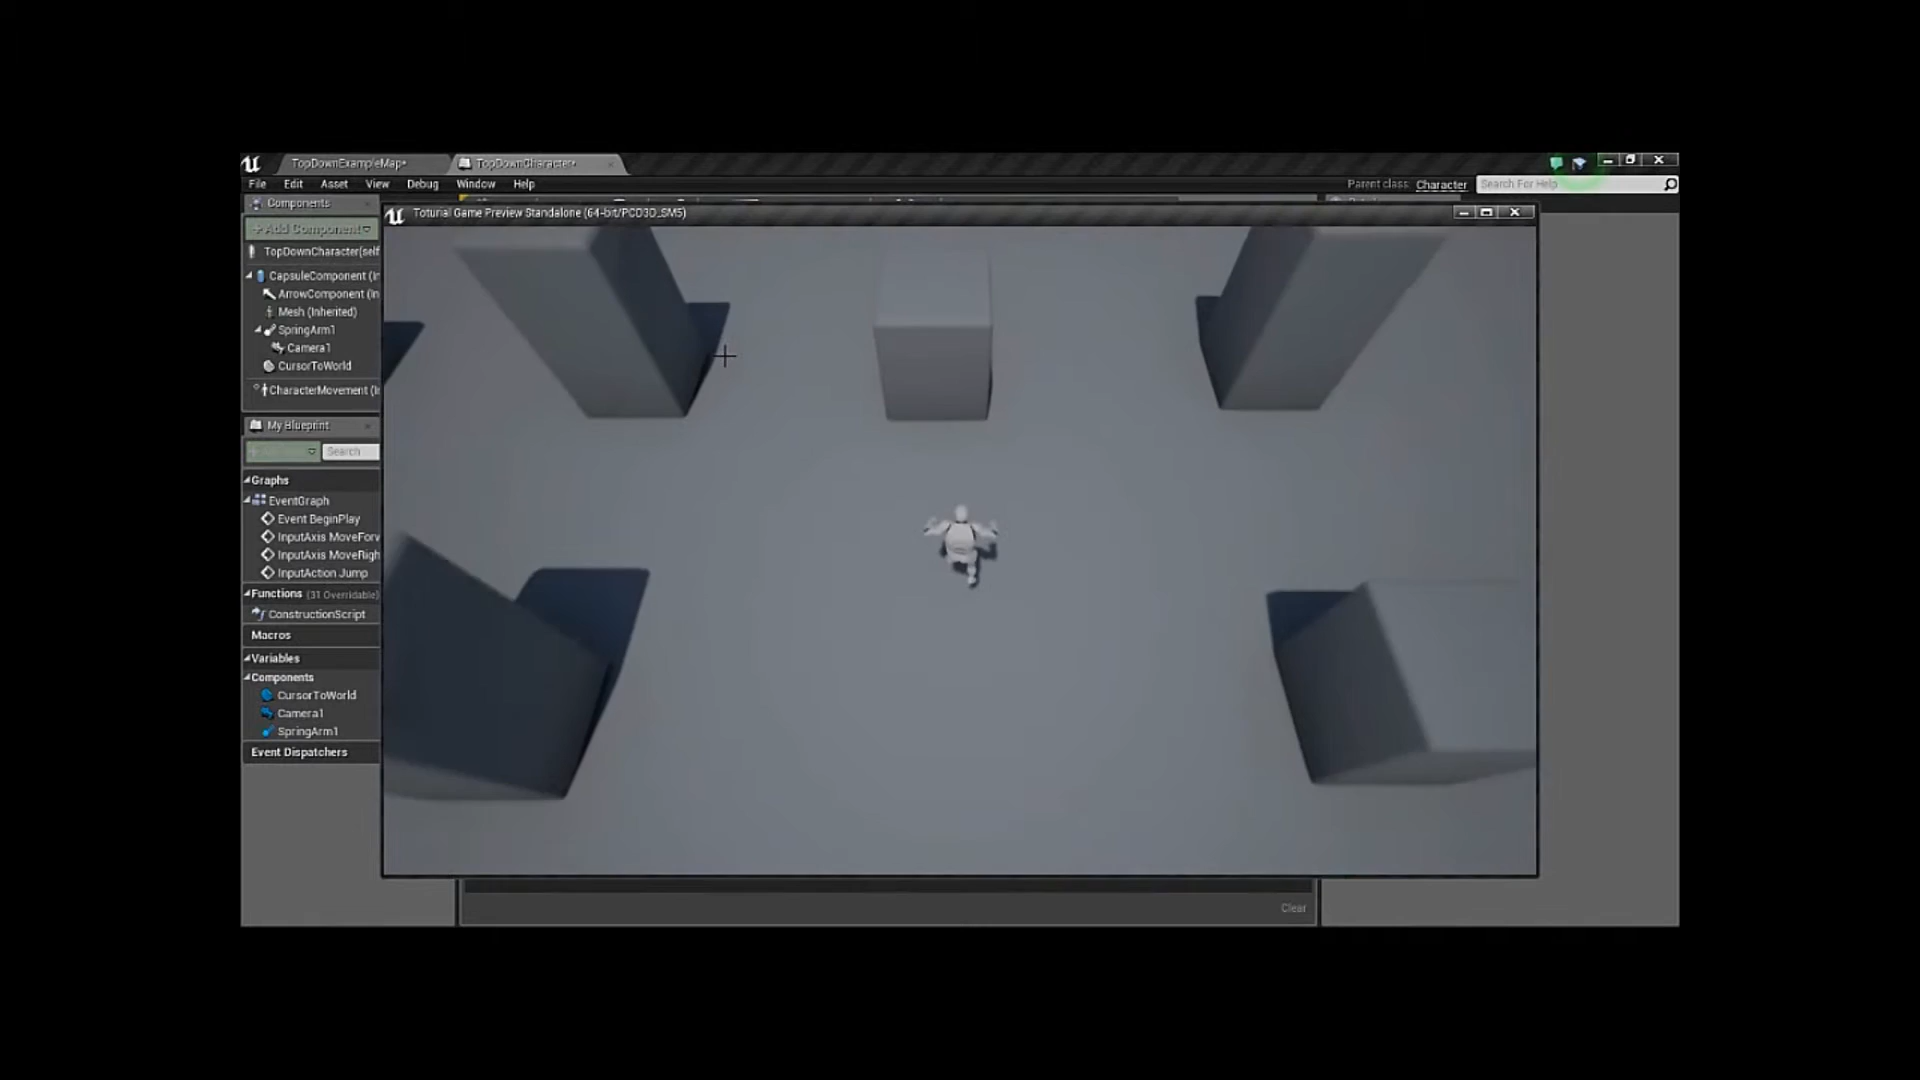 TopDownExampleMap*
TopDownCharacter*
File Edit Asset View Debug Window Help
Parent class: Character
Search For Help
Components
Toturial Game Preview Standalone (64-bit/PCD3D_SM5)
+ Add Component
TopDownCharacter(self
CapsuleComponent (In
ArrowComponent (In
Mesh (Inherited)
SpringArm1
Camera1
CursorToWorld
CharacterMovement (I
My Blueprint
Search
Graphs
EventGraph
Event BeginPlay
InputAxis MoveForw
InputAxis MoveRigh
InputAction Jump
Functions (31 Overridable)
ConstructionScript
Macros
Variables
Components
CursorToWorld
Camera1
SpringArm1
Event Dispatchers
Clear